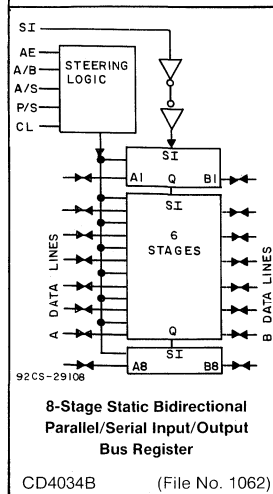 SI
AE
A/B
A/S
P/S
CL
STEERING
LOGIC
SI
A1 Q B1
SI
6
STAGES
Q
A DATA LINES
B DATA LINES
SI
A8 B8
92CS-29108
8-Stage Static Bidirectional
Parallel/Serial Input/Output
Bus Register
CD4034B (File No. 1062)